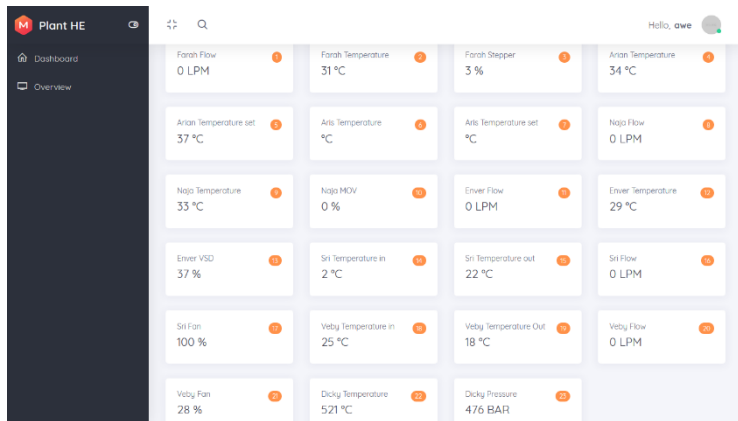 M Plant HE
Hello, awe
Dashboard
Overview
Farah Flow 1
0 LPM
Farah Temperature 2
31 °C
Farah Stepper 3
3 %
Arian Temperature 4
34 °C
Arian Temperature set 5
37 °C
Aris Temperature 6
°C
Aris Temperature set 7
°C
Naja Flow 8
0 LPM
Naja Temperature 9
33 °C
Naja MOV 10
0 %
Enver Flow 11
0 LPM
Enver Temperature 12
29 °C
Enver VSD 13
37 %
Sri Temperature in 14
2 °C
Sri Temperature out 15
22 °C
Sri Flow 16
0 LPM
Sri Fan 17
100 %
Veby Temperature in 18
25 °C
Veby Temperature Out 19
18 °C
Veby Flow 20
0 LPM
Veby Fan 21
28 %
Dicky Temperature 22
521 °C
Dicky Pressure 23
476 BAR